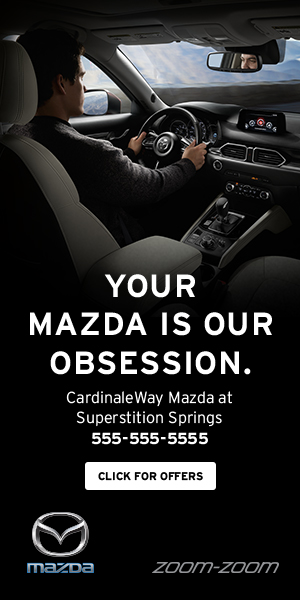 YOUR
MAZDA IS OUR
OBSESSION.
CardinaleWay Mazda at
Superstition Springs
555-555-5555
CLICK FOR OFFERS
mazda
zoom-zoom